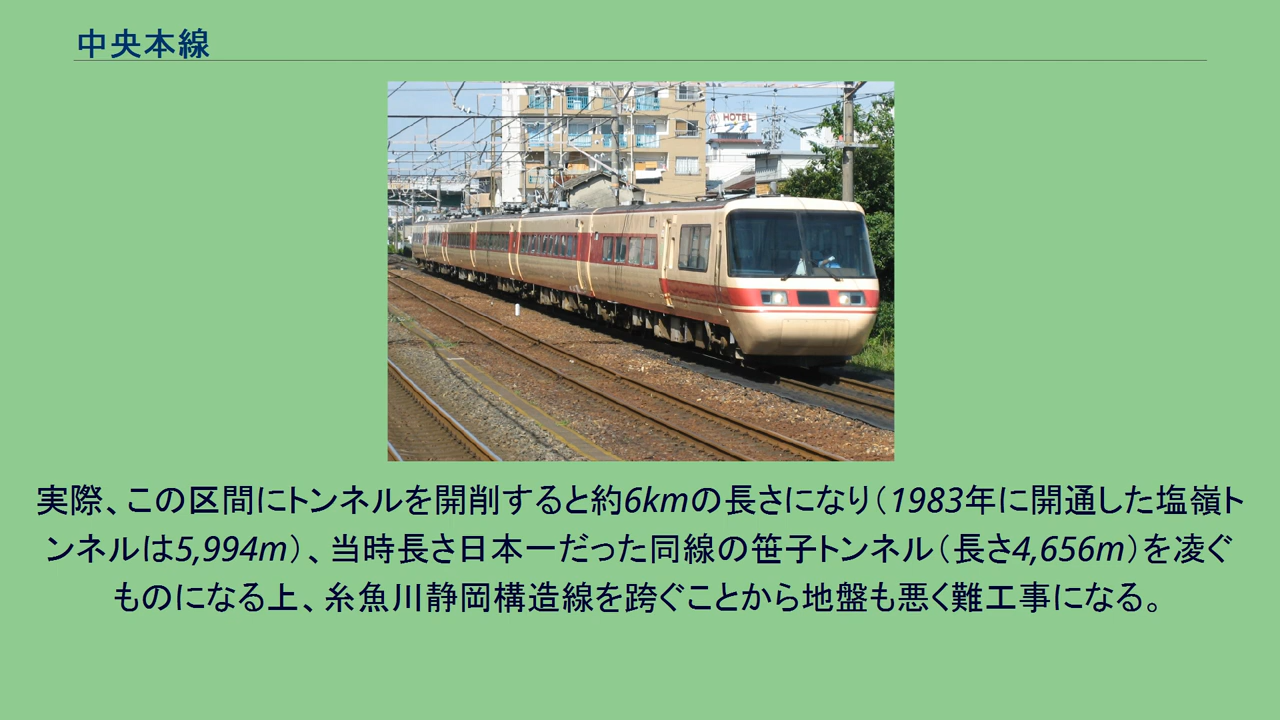 中央本線
HOTEL
実際、この区間にトンネルを開削すると約6kmの長さになり（1983年に開通した塩嶺ト
ンネルは5,994m）、当時長さ日本一だった同線の笹子トンネル（長さ4,656m）を凌ぐ
ものになる上、糸魚川静岡構造線を跨ぐことから地盤も悪く難工事になる。